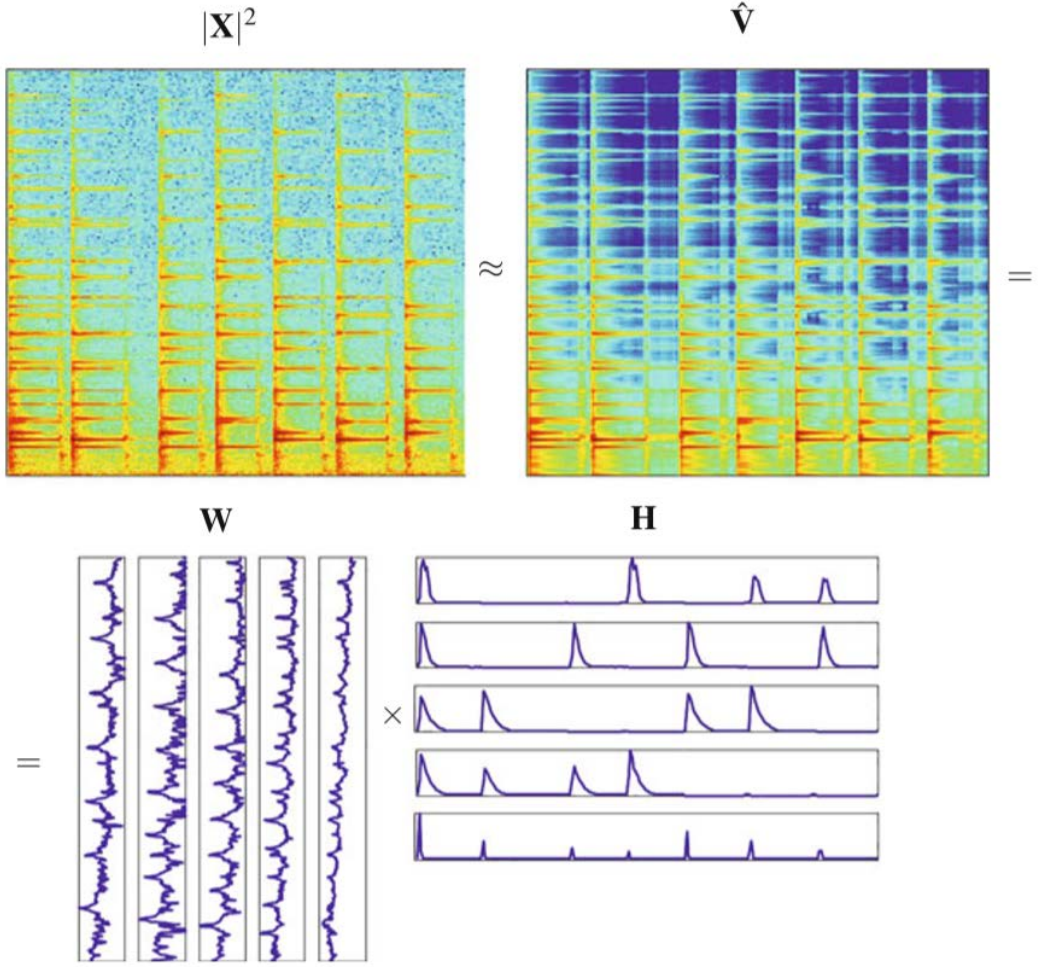 |X|² V̂
≈ =
W H
= ×